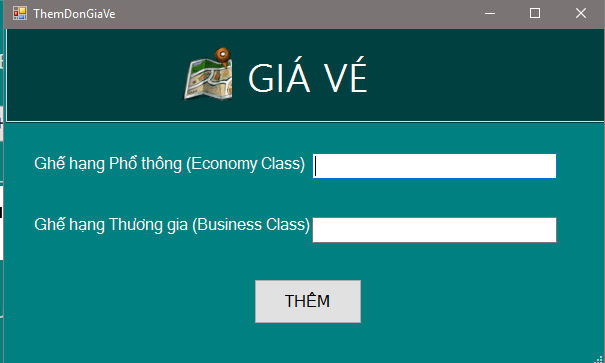 ThemDonGiaVe
GIÁ VÉ
Ghế hạng Phổ thông (Economy Class)
Ghế hạng Thương gia (Business Class)
THÊM